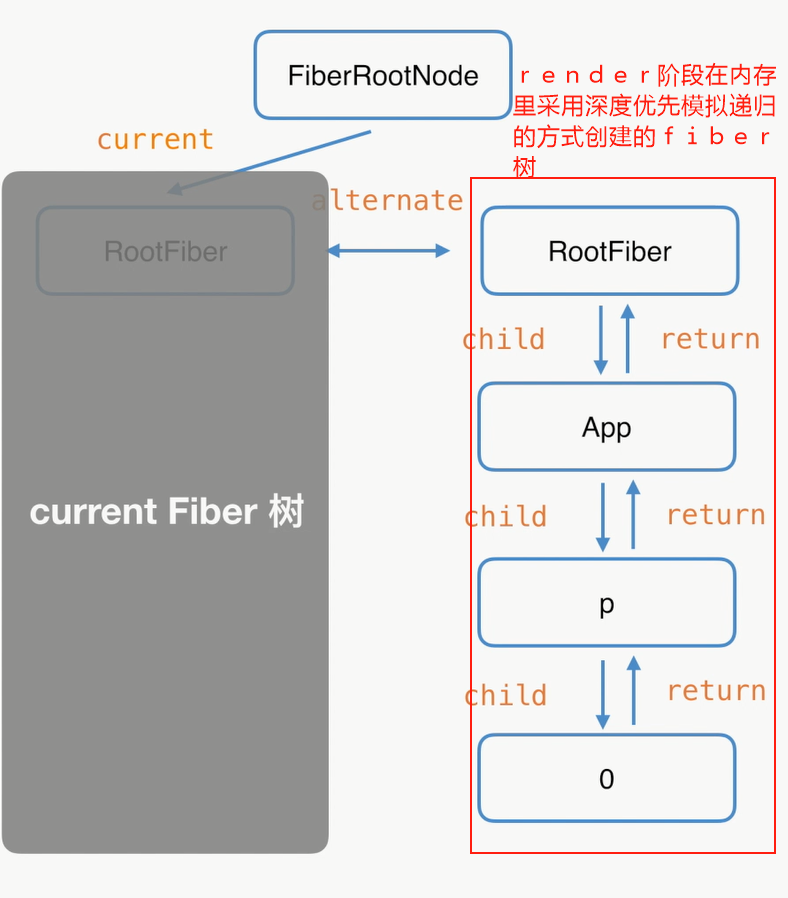 FiberRootNode
ｒｅｎｄｅｒ阶段在内存
里采用深度优先模拟递归
的方式创建的ｆｉｂｅｒ
树
current
alternate
RootFiber
RootFiber
child
return
App
current Fiber 树
child
return
p
child
return
0